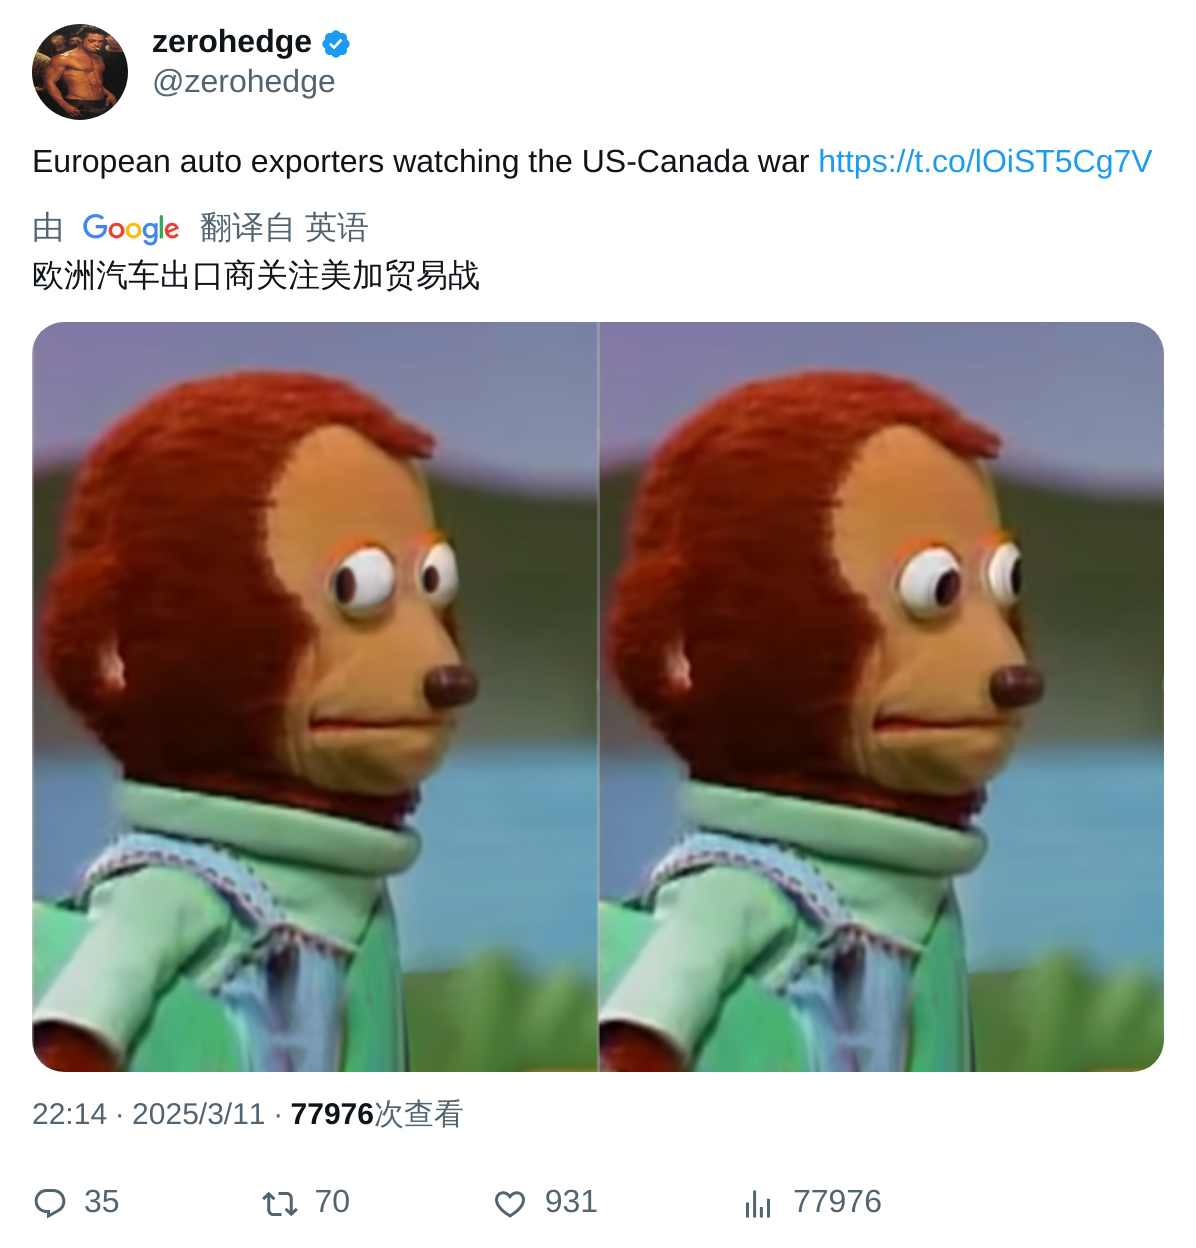 zerohedge
@zerohedge
European auto exporters watching the US-Canada war https://t.co/lOiST5Cg7V
由 Google 翻译自 英语
欧洲汽车出口商关注美加贸易战
22:14 · 2025/3/11 · 77976次查看
35 70 931 77976